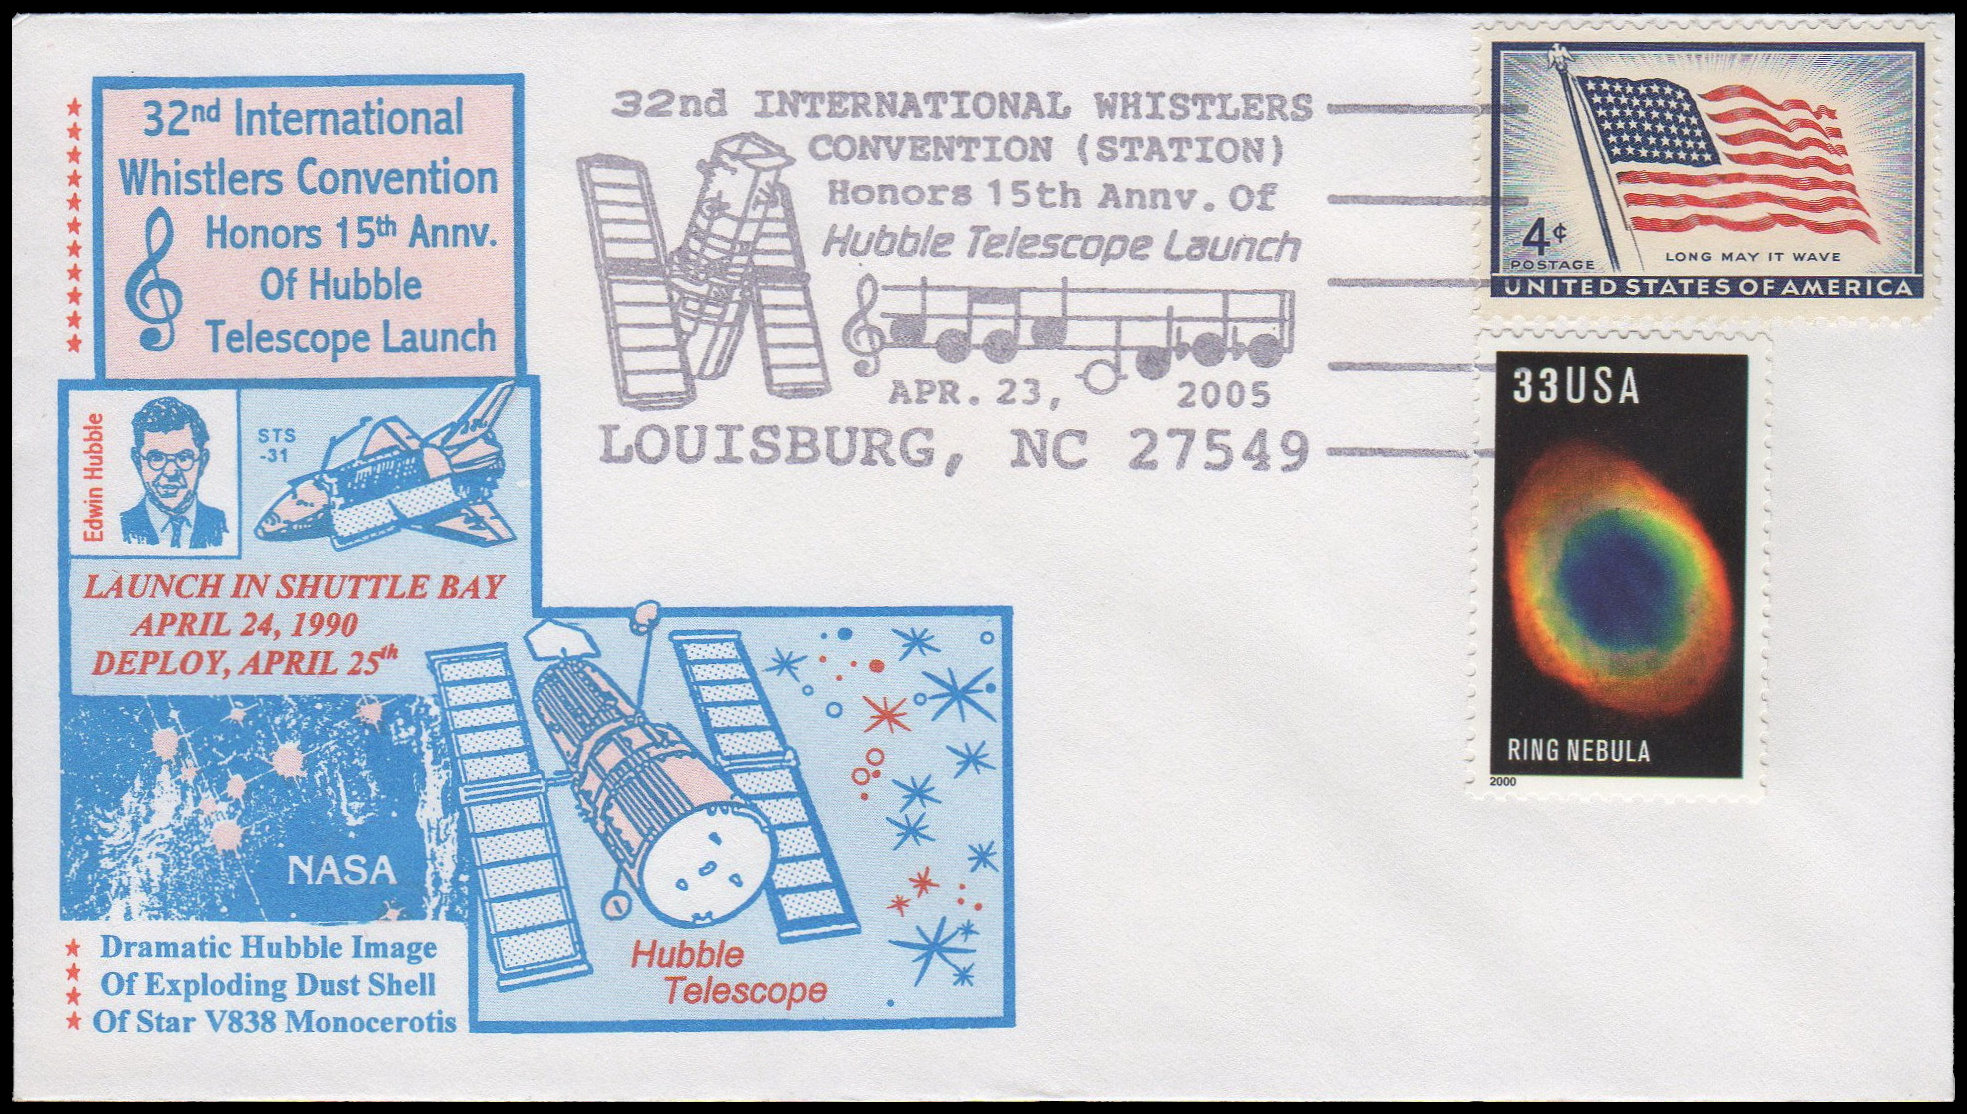 32nd International
Whistlers Convention
Honors 15th Annv.
Of Hubble
Telescope Launch
Edwin Hubble
STS
-31
LAUNCH IN SHUTTLE BAY
APRIL 24, 1990
DEPLOY, APRIL 25th
NASA
Dramatic Hubble Image
Of Exploding Dust Shell
Of Star V838 Monocerotis
Hubble
Telescope
32nd INTERNATIONAL WHISTLERS
CONVENTION (STATION)
Honors 15th Annv. Of
Hubble Telescope Launch
APR. 23, 2005
LOUISBURG, NC 27549
4¢
POSTAGE
LONG MAY IT WAVE
UNITED STATES OF AMERICA
33USA
RING NEBULA
2000